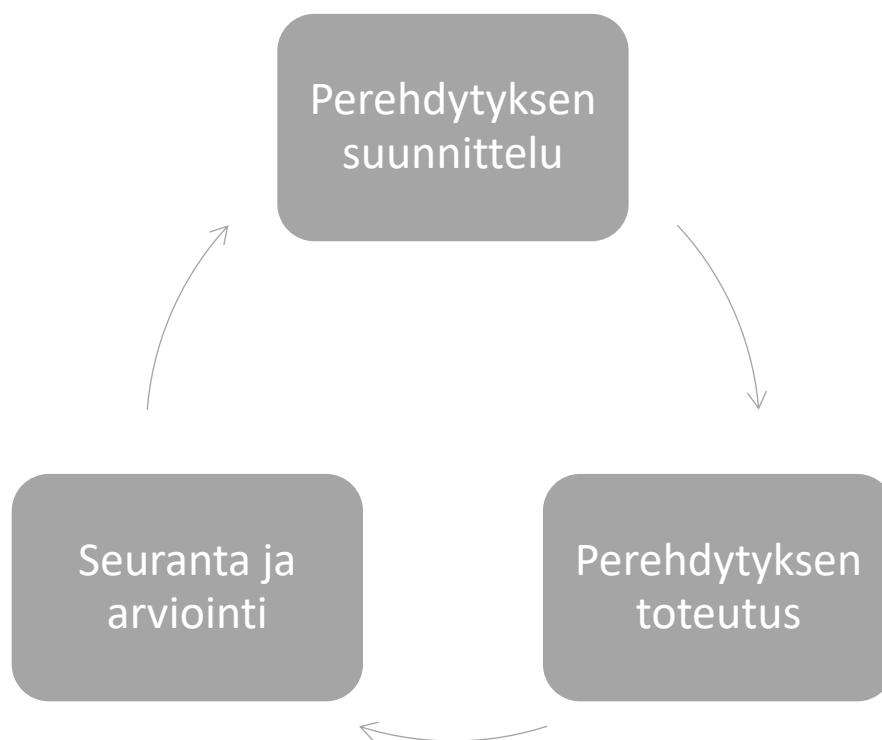 Perehdytyksen
suunnittelu
Seuranta ja
arviointi
Perehdytyksen
toteutus